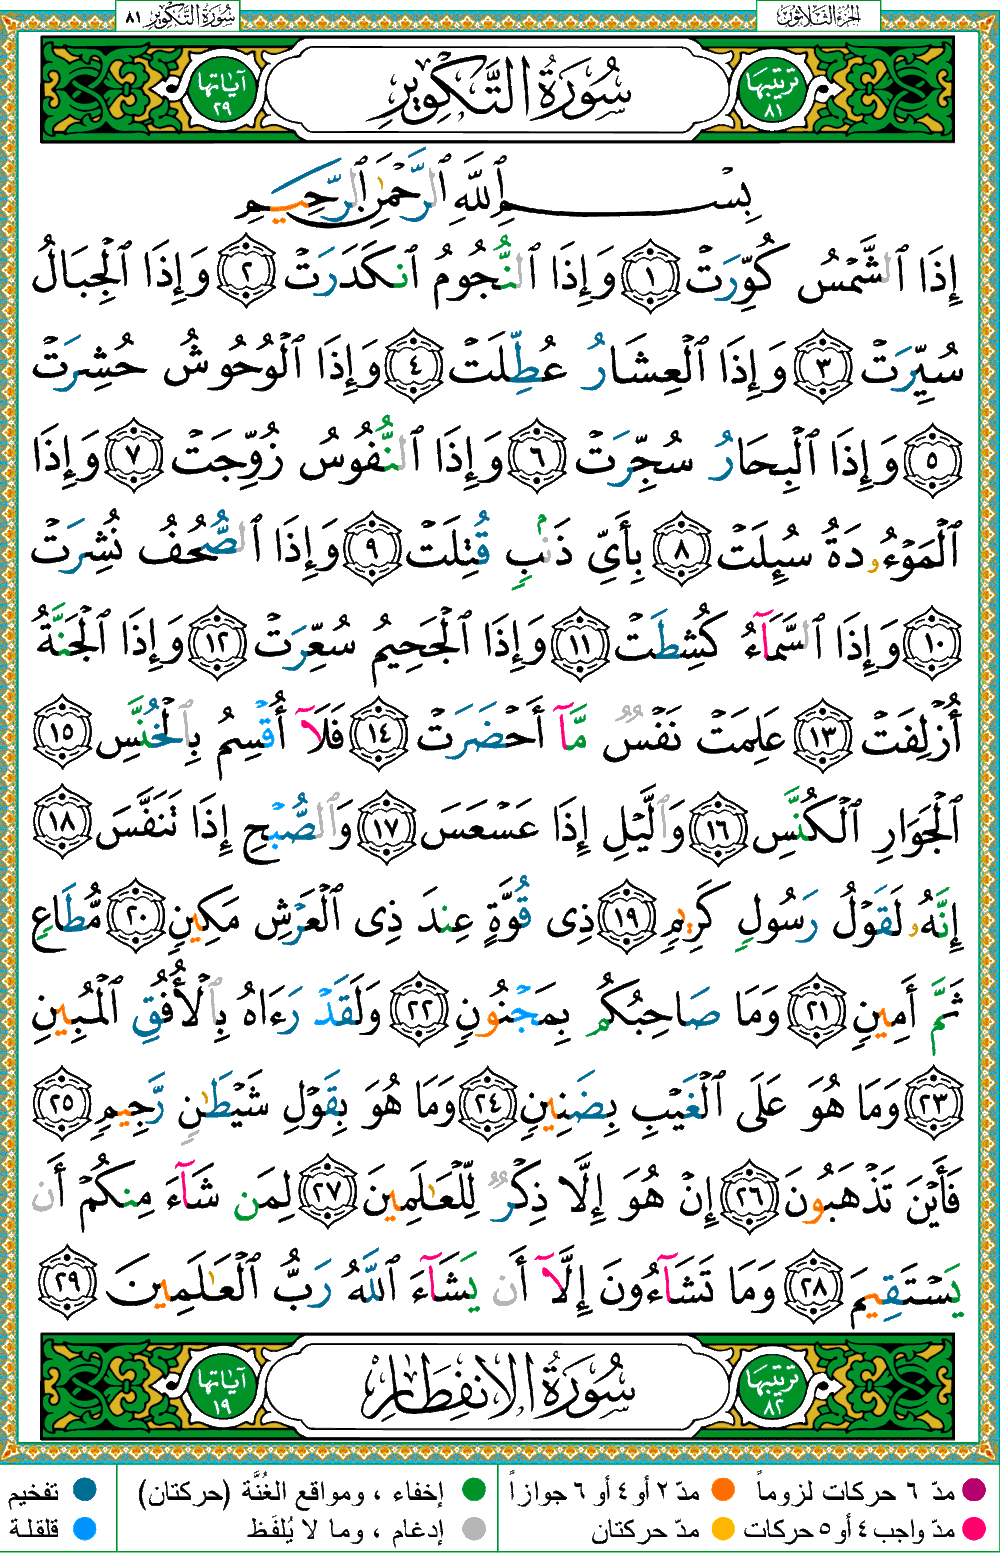 الجزء الثلاثون
سورة التكوير ٨١
ترتيبها ٨١ سُورَةُ التَّكْوِيرِ آياتها ٢٩
بِسْمِ ٱللَّهِ ٱلرَّحْمَٰنِ ٱلرَّحِيمِ
إِذَا ٱلشَّمْسُ كُوِّرَتْ ١ وَإِذَا ٱلنُّجُومُ ٱنكَدَرَتْ ٢ وَإِذَا ٱلْجِبَالُ
سُيِّرَتْ ٣ وَإِذَا ٱلْعِشَارُ عُطِّلَتْ ٤ وَإِذَا ٱلْوُحُوشُ حُشِرَتْ
٥ وَإِذَا ٱلْبِحَارُ سُجِّرَتْ ٦ وَإِذَا ٱلنُّفُوسُ زُوِّجَتْ ٧ وَإِذَا
ٱلْمَوْءُۥدَةُ سُئِلَتْ ٨ بِأَىِّ ذَنۢبٍ قُتِلَتْ ٩ وَإِذَا ٱلصُّحُفُ نُشِرَتْ
١٠ وَإِذَا ٱلسَّمَآءُ كُشِطَتْ ١١ وَإِذَا ٱلْجَحِيمُ سُعِّرَتْ ١٢ وَإِذَا ٱلْجَنَّةُ
أُزْلِفَتْ ١٣ عَلِمَتْ نَفْسٌ مَّآ أَحْضَرَتْ ١٤ فَلَآ أُقْسِمُ بِٱلْخُنَّسِ ١٥
ٱلْجَوَارِ ٱلْكُنَّسِ ١٦ وَٱلَّيْلِ إِذَا عَسْعَسَ ١٧ وَٱلصُّبْحِ إِذَا تَنَفَّسَ ١٨
إِنَّهُۥ لَقَوْلُ رَسُولٍ كَرِيمٍ ١٩ ذِى قُوَّةٍ عِندَ ذِى ٱلْعَرْشِ مَكِينٍ ٢٠ مُّطَاعٍ
ثَمَّ أَمِينٍ ٢١ وَمَا صَاحِبُكُم بِمَجْنُونٍ ٢٢ وَلَقَدْ رَءَاهُ بِٱلْأُفُقِ ٱلْمُبِينِ
٢٣ وَمَا هُوَ عَلَى ٱلْغَيْبِ بِضَنِينٍ ٢٤ وَمَا هُوَ بِقَوْلِ شَيْطَٰنٍ رَّجِيمٍ ٢٥
فَأَيْنَ تَذْهَبُونَ ٢٦ إِنْ هُوَ إِلَّا ذِكْرٌ لِّلْعَٰلَمِينَ ٢٧ لِمَن شَآءَ مِنكُمْ أَن
يَسْتَقِيمَ ٢٨ وَمَا تَشَآءُونَ إِلَّآ أَن يَشَآءَ ٱللَّهُ رَبُّ ٱلْعَٰلَمِينَ ٢٩
ترتيبها ٨٢ سُورَةُ الانفِطَارِ آياتها ١٩
مدّ ٦ حركات لزوماً مدّ ٢ أو ٤ أو ٦ جوازاً إخفاء ، ومواقع الغُنَّة (حركتان) تفخيم
مدّ واجب ٤ أو ٥ حركات مدّ حركتان إدغام ، وما لا يُلفَظ قلقلة